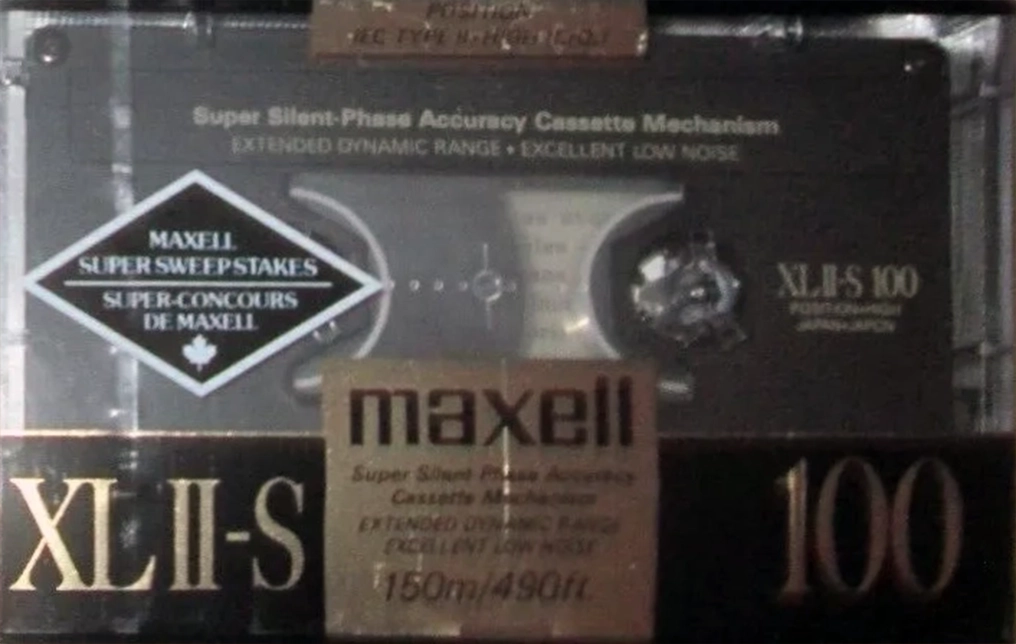 POSITION
IEC TYPE II • HIGH (CrO₂)
Super Silent-Phase Accuracy Cassette Mechanism
EXTENDED DYNAMIC RANGE • EXCELLENT LOW NOISE
MAXELL
SUPER SWEEPSTAKES
SUPER-CONCOURS
DE MAXELL
XLII-S 100
POSITION•HIGH
JAPAN•JAPON
maxell
Super Silent Phase Accuracy
Cassette Mechanism
EXTENDED DYNAMIC RANGE
EXCELLENT LOW NOISE
150m/490ft.
XLII-S
100